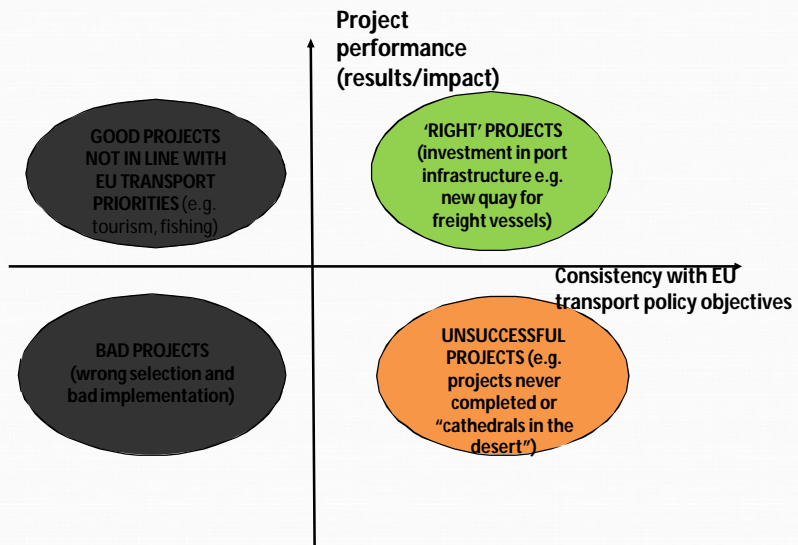 Project
performance
(results/impact)
GOOD PROJECTS
NOT IN LINE WITH
EU TRANSPORT
PRIORITIES (e.g.
tourism, fishing)
‘RIGHT’ PROJECTS
(investment in port
infrastructure e.g.
new quay for
freight vessels)
Consistency with EU
transport policy objectives
BAD PROJECTS
(wrong selection and
bad implementation)
UNSUCCESSFUL
PROJECTS (e.g.
projects never
completed or
“cathedrals in the
desert”)